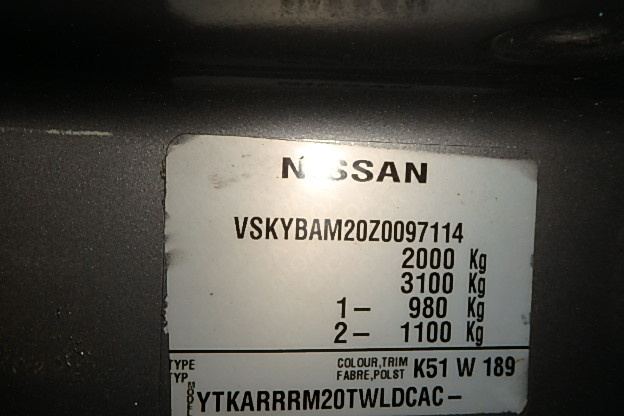 NISSAN
VSKYBAM20Z0097114
2000 Kg
3100 Kg
1- 980 Kg
2- 1100 Kg
TYPE
TYP
COLOUR,TRIM
FABRE,POLST K51 W 189
MODE
YTKARRRM20TWLDCAC-